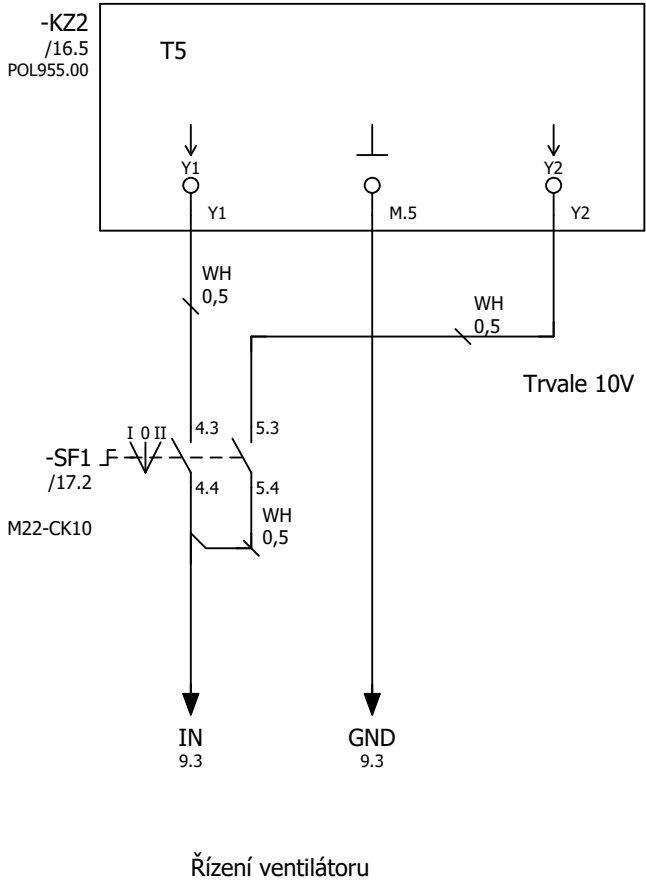 -KZ2
/16.5
POL955.00
T5
Y1
Y2
Y1
M.5
Y2
WH
0,5
WH
0,5
Trvale 10V
I 0 II
4.3
5.3
-SF1
/17.2
4.4
5.4
M22-CK10
WH
0,5
IN
9.3
GND
9.3
Řízení ventilátoru